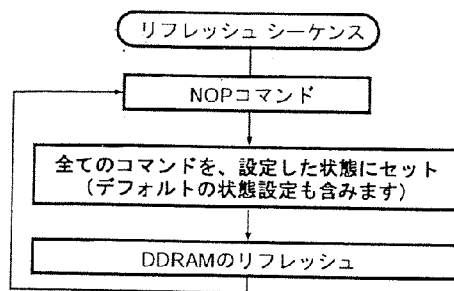 リフレッシュ シーケンス
NOPコマンド
全てのコマンドを、設定した状態にセット
（デフォルトの状態設定も含みます）
DDRAMのリフレッシュ